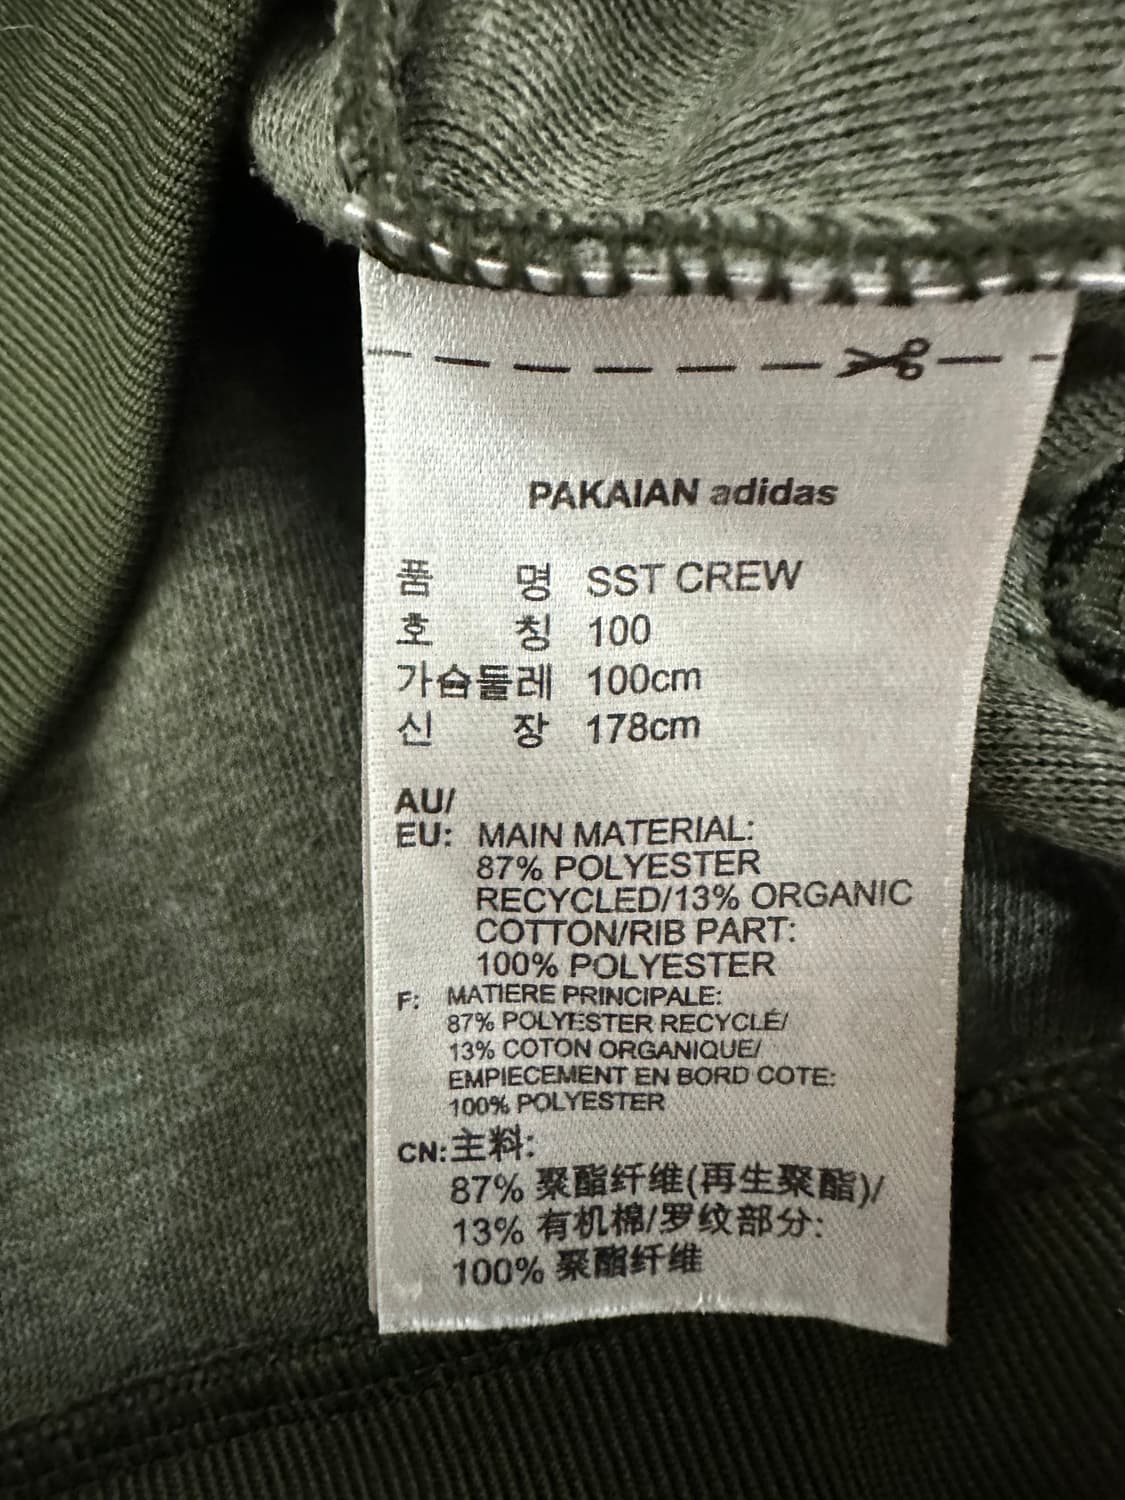 PAKAIAN adidas
품 명 SST CREW
호 칭 100
가슴둘레 100cm
신 장 178cm
AU/
EU: MAIN MATERIAL:
87% POLYESTER
RECYCLED/13% ORGANIC
COTTON/RIB PART:
100% POLYESTER
F: MATIERE PRINCIPALE:
87% POLYESTER RECYCLÉ/
13% COTON ORGANIQUE/
EMPIECEMENT EN BORD COTE:
100% POLYESTER
CN:主料:
87% 聚酯纤维(再生聚酯)/
13% 有机棉/罗纹部分:
100% 聚酯纤维